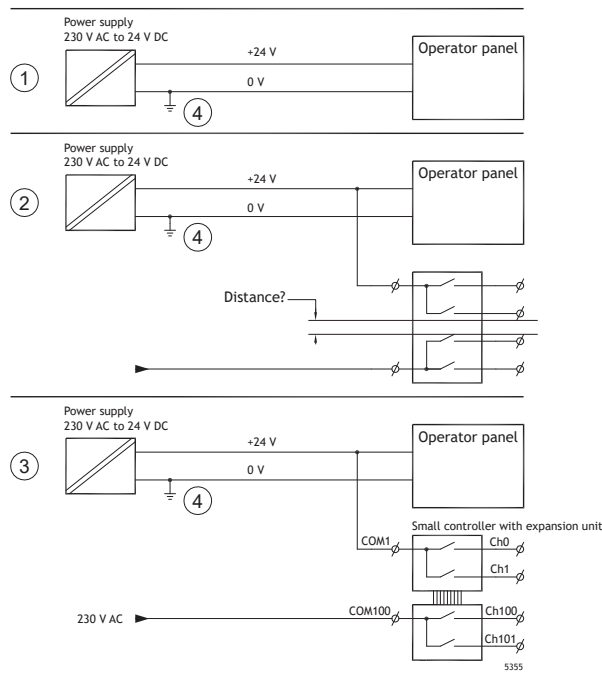 Power supply
230 V AC to 24 V DC
+24 V
Operator panel
1
0 V
4
Power supply
230 V AC to 24 V DC
+24 V
Operator panel
2
0 V
4
Distance?
Power supply
230 V AC to 24 V DC
+24 V
Operator panel
3
0 V
4
Small controller with expansion unit
COM1
Ch0
Ch1
230 V AC
COM100
Ch100
Ch101
5355